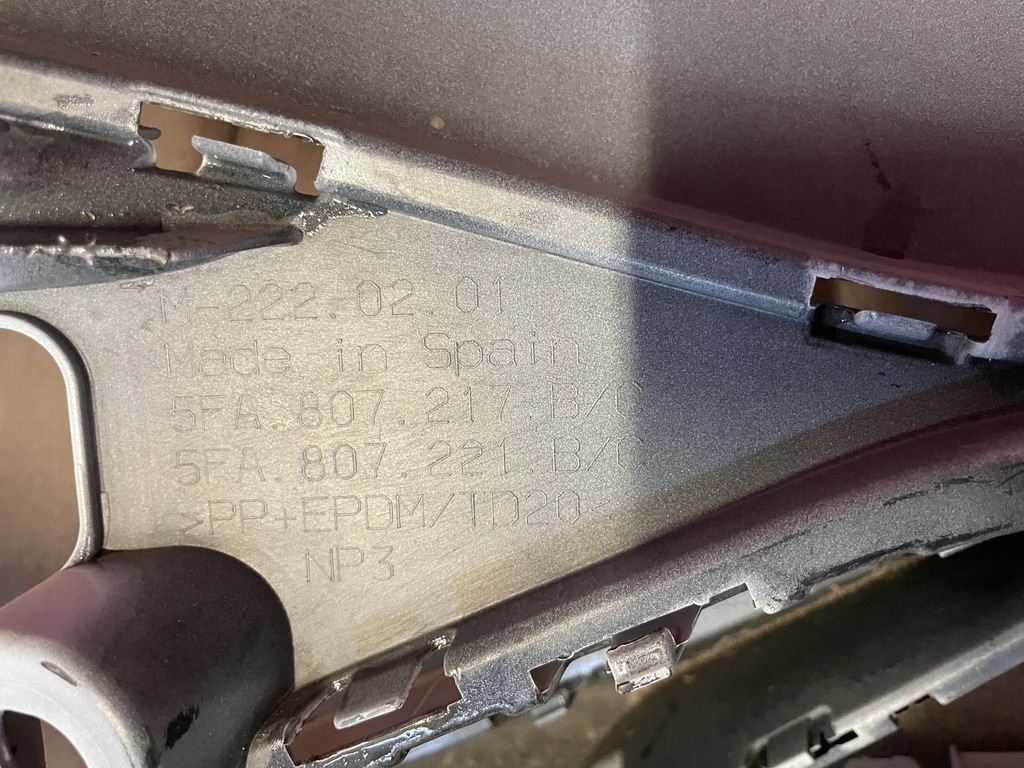 M-222.02.01
Made in Spain
5FA.807.217.B/C
5FA.807.221.B/C
>PP+EPDM/TD20<
NP3